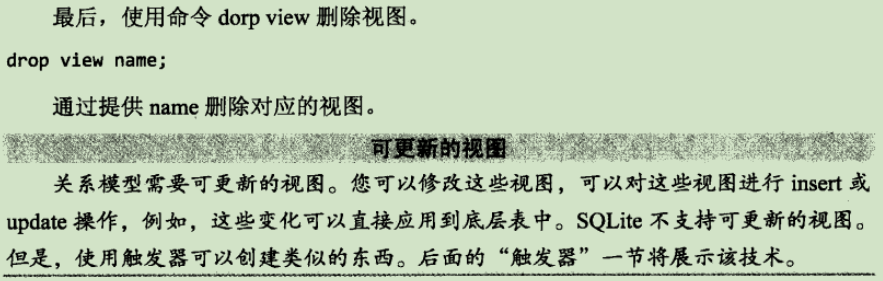 最后，使用命令 dorp view 删除视图。
drop view name;
通过提供 name 删除对应的视图。
可更新的视图
关系模型需要可更新的视图。您可以修改这些视图，可以对这些视图进行 insert 或
update 操作，例如，这些变化可以直接应用到底层表中。SQLite 不支持可更新的视图。
但是，使用触发器可以创建类似的东西。后面的“触发器”一节将展示该技术。